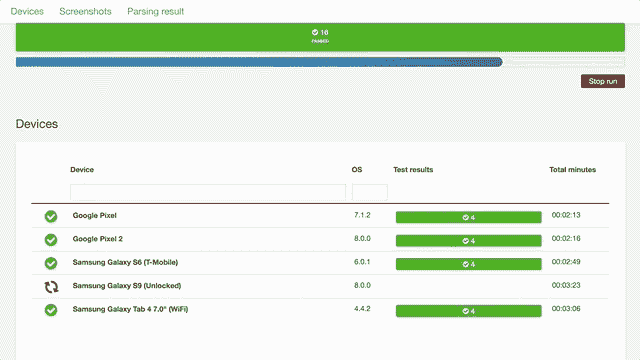 Devices Screenshots Parsing result
16
PASSED
Stop run
Devices
Device OS Test results Total minutes
Google Pixel 7.1.2 4 00:02:13
Google Pixel 2 8.0.0 4 00:02:16
Samsung Galaxy S6 (T-Mobile) 6.0.1 4 00:02:49
Samsung Galaxy S9 (Unlocked) 8.0.0 00:03:23
Samsung Galaxy Tab 4 7.0" (WiFi) 4.4.2 4 00:03:06